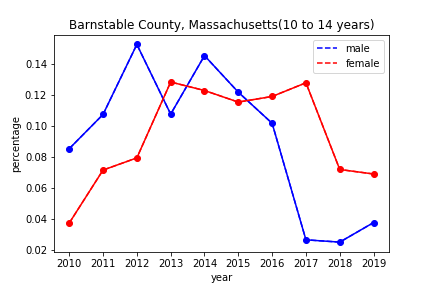 Barnstable County, Massachusetts(10 to 14 years)
male
female
percentage
0.14
0.12
0.10
0.08
0.06
0.04
0.02
2010 2011 2012 2013 2014 2015 2016 2017 2018 2019
year